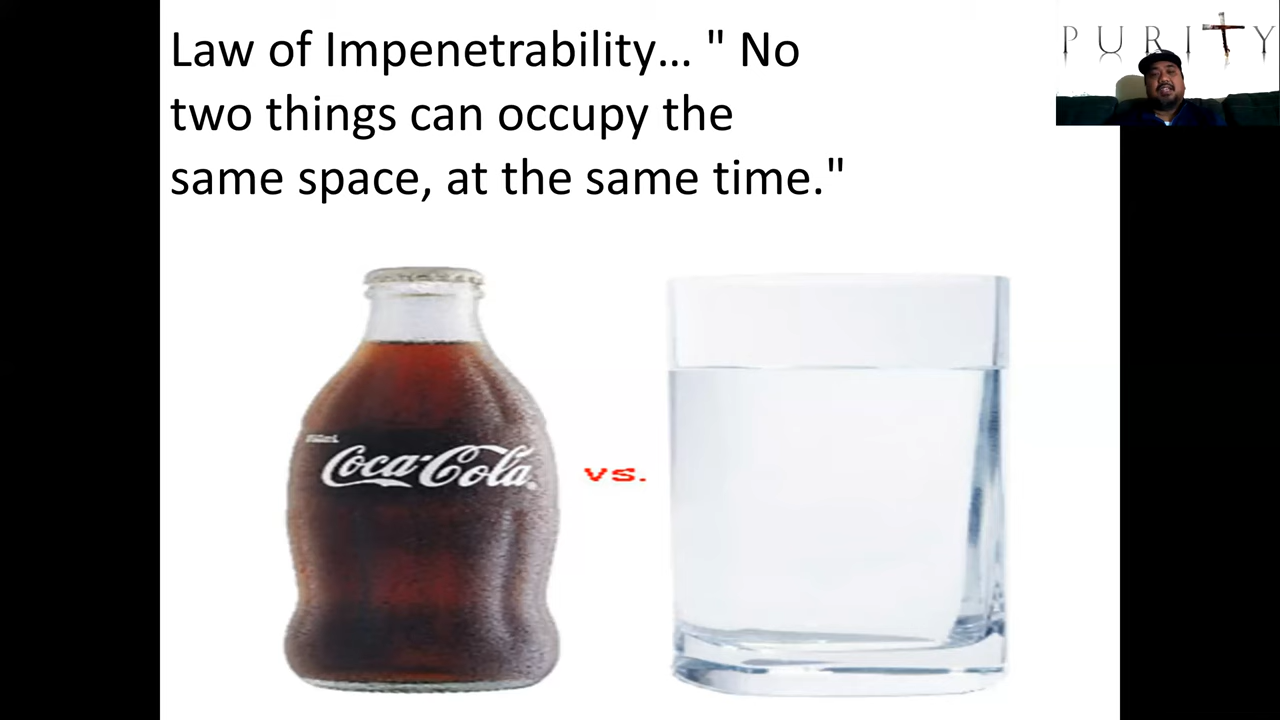 Law of Impenetrability... " No
two things can occupy the
same space, at the same time."
PURITY
Coca-Cola
vs.